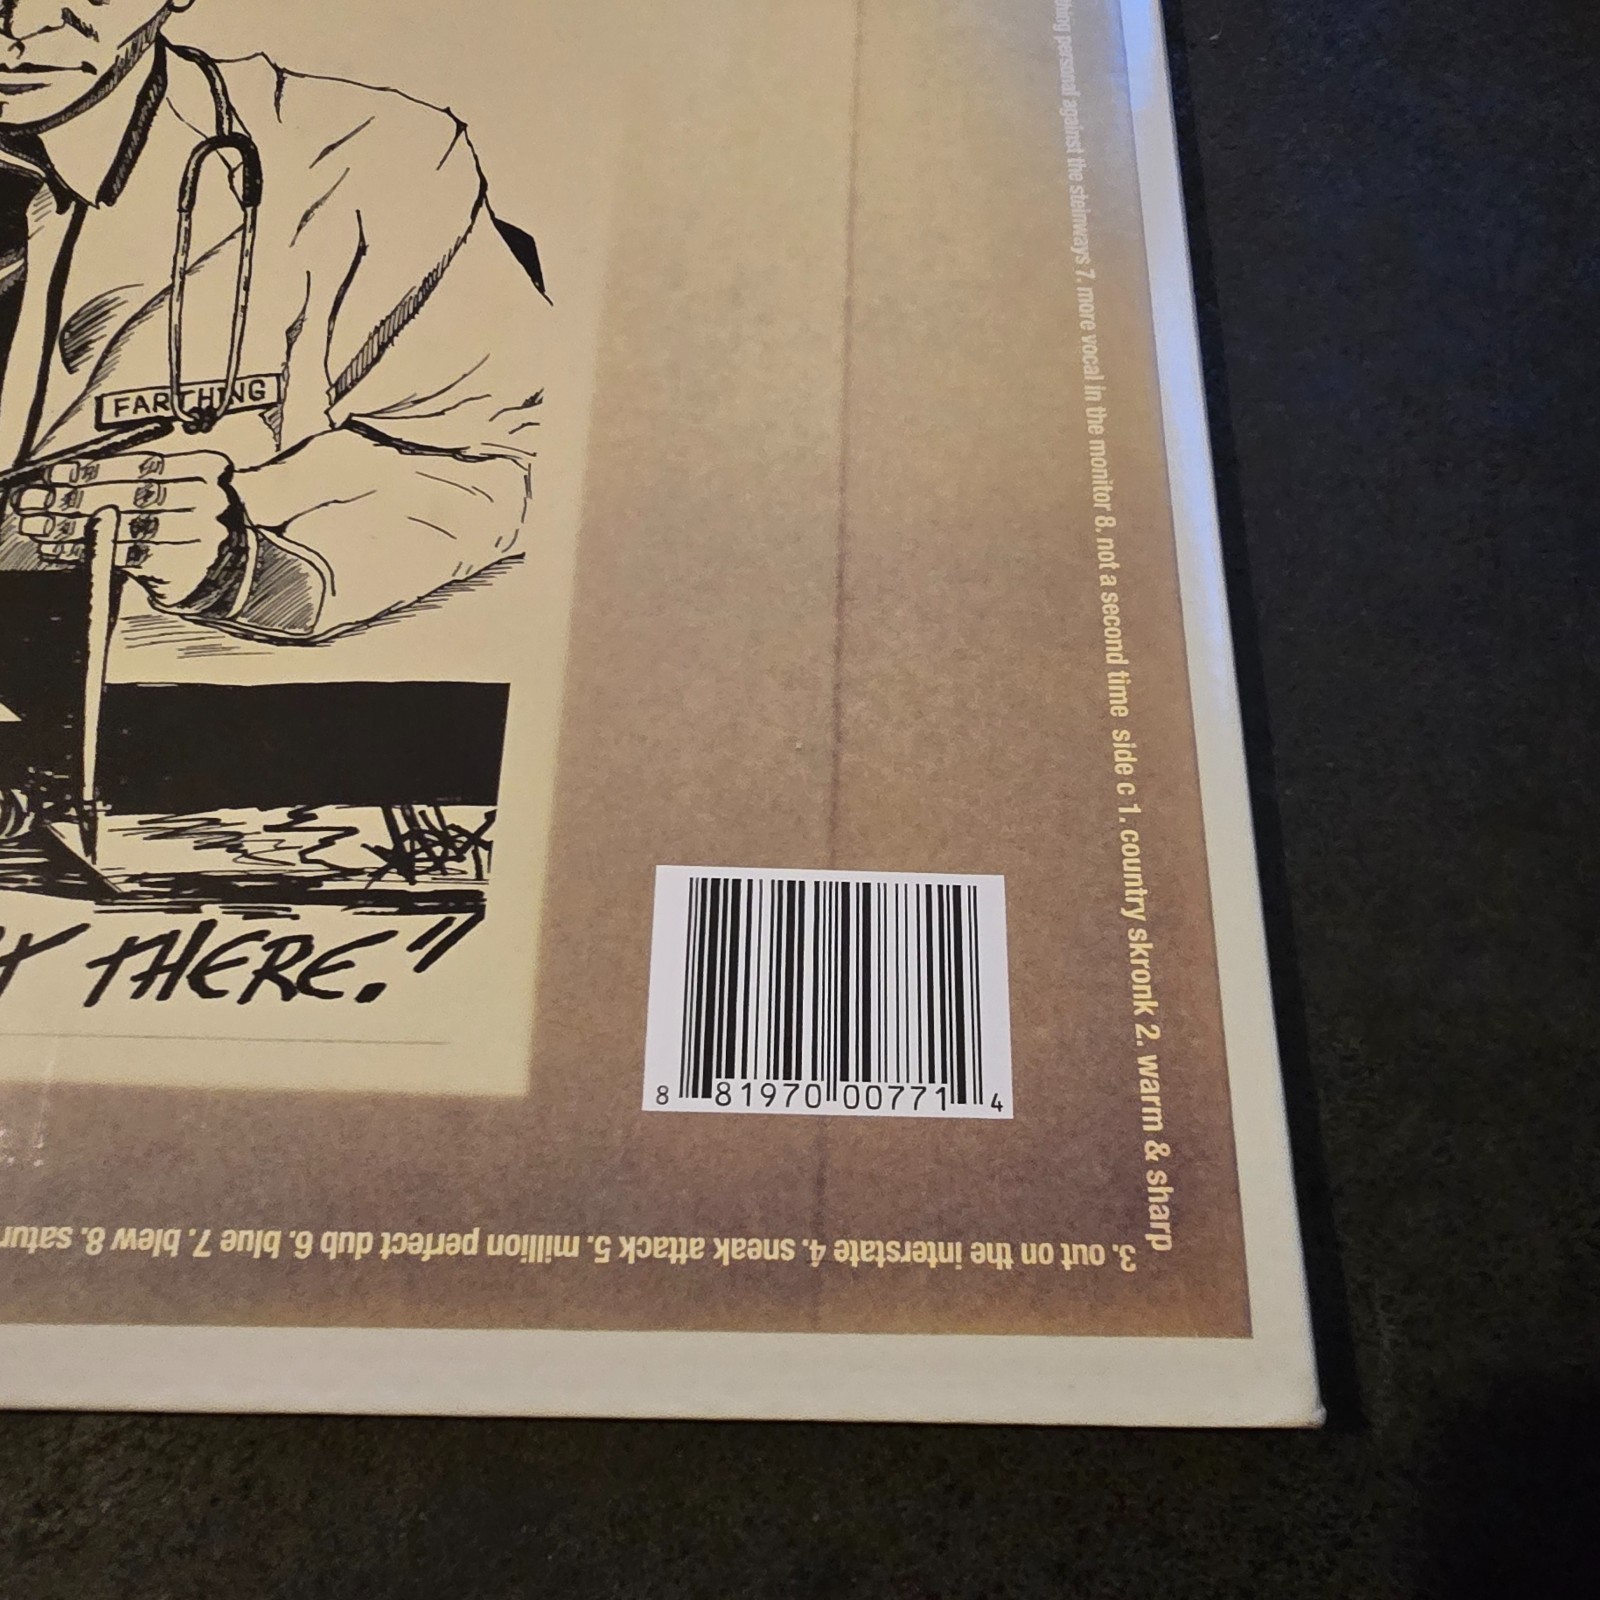 FARTHING
THERE."
personal against the steinways 7. more vocal in the monitor 8. not a second time side c 1. country skronk 2. warm & sharp
3. out on the interstate 4. sneak attack 5. million perfect dub 6. blue 7. blew 8.
8 81970 00771 4